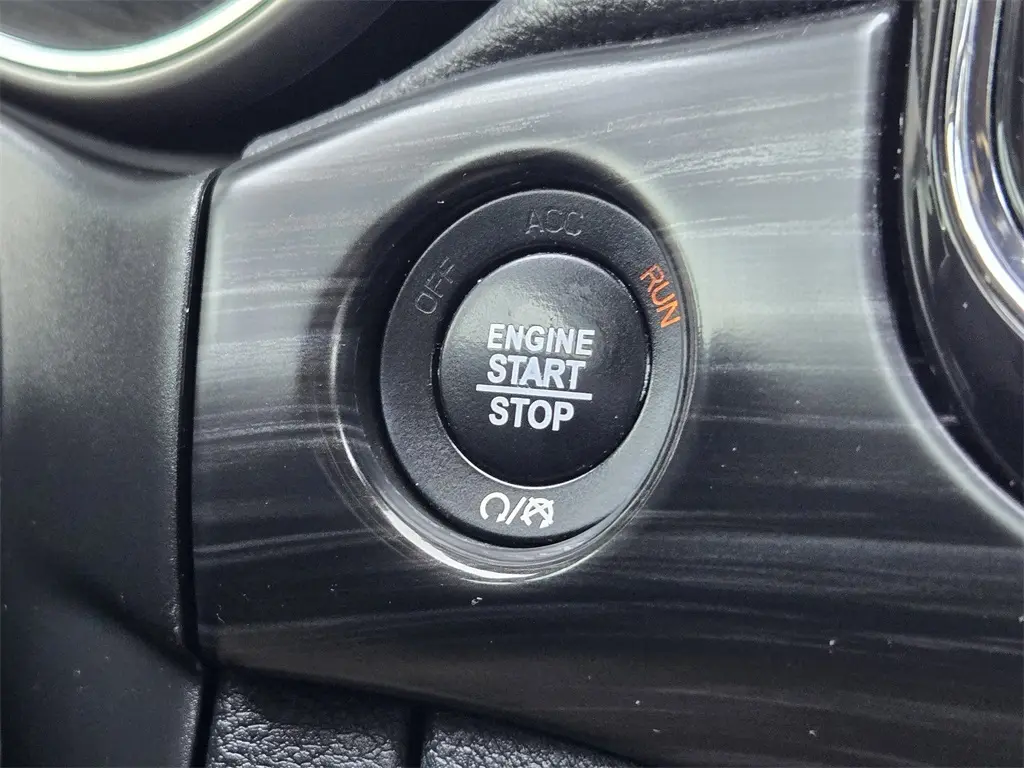 ACC
OFF
RUN
ENGINE
START
STOP